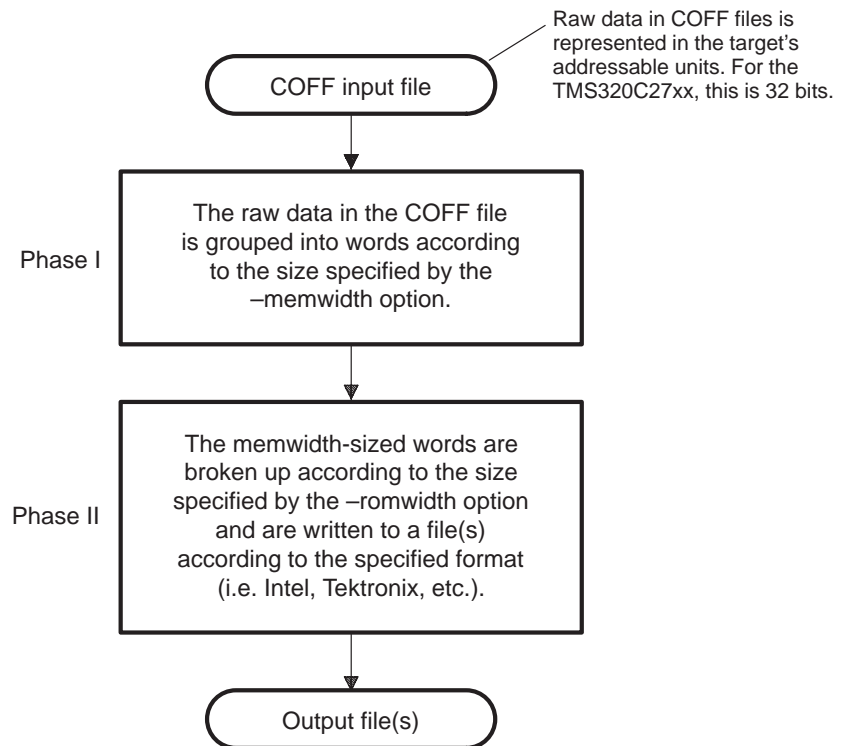 Raw data in COFF files is
represented in the target's
addressable units. For the
TMS320C27xx, this is 32 bits.
COFF input file
Phase I
The raw data in the COFF file
is grouped into words according
to the size specified by the
–memwidth option.
Phase II
The memwidth-sized words are
broken up according to the size
specified by the –romwidth option
and are written to a file(s)
according to the specified format
(i.e. Intel, Tektronix, etc.).
Output file(s)